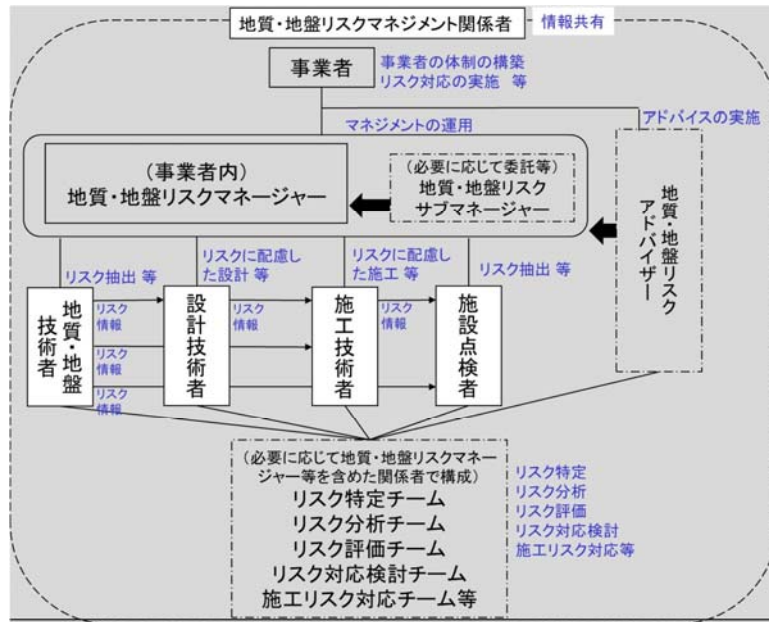 地質・地盤リスクマネジメント関係者
情報共有
事業者
事業者の体制の構築
リスク対応の実施 等
マネジメントの運用
アドバイスの実施
(事業者内)
地質・地盤リスクマネージャー
(必要に応じて委託等)
地質・地盤リスク
サブマネージャー
地質・地盤リスク
アドバイザー
リスク抽出 等
リスクに配慮し
た設計 等
リスクに配慮し
た施工 等
リスク抽出 等
地質・地盤
技術者
リスク
情報
リスク
情報
リスク
情報
設計技術者
リスク
情報
施工技術者
リスク
情報
施設点検者
(必要に応じて地質・地盤リスクマネー
ジャー等を含めた関係者で構成)
リスク特定チーム
リスク分析チーム
リスク評価チーム
リスク対応検討チーム
施工リスク対応チーム等
リスク特定
リスク分析
リスク評価
リスク対応検討
施工リスク対応等